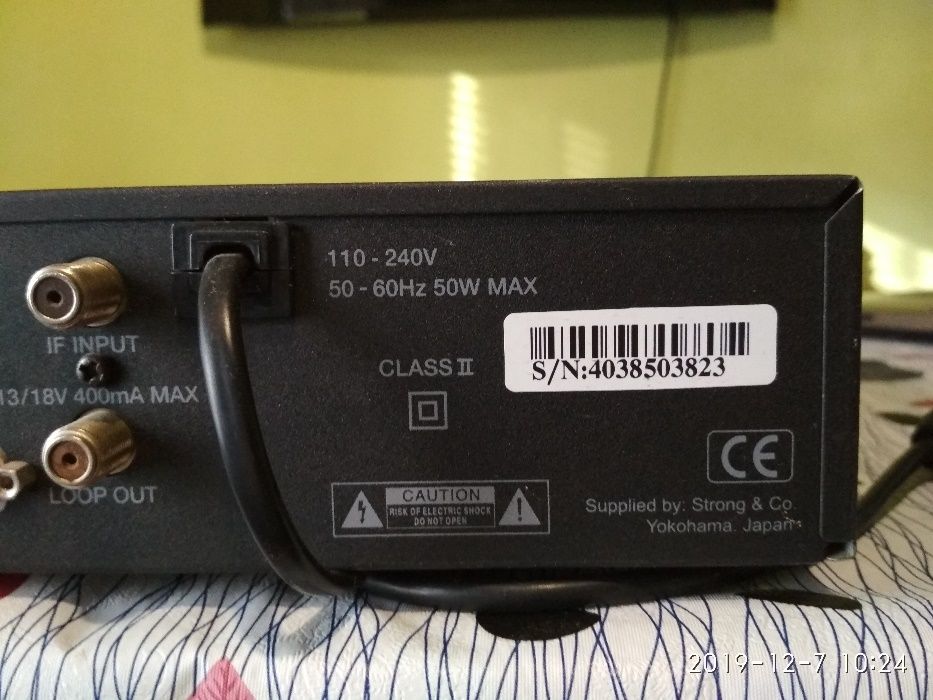 110 - 240V
50 - 60Hz 50W MAX
IF INPUT
13/18V 400mA MAX
LOOP OUT
CLASS II
S/N:4038503823
CE
CAUTION
RISK OF ELECTRIC SHOCK
DO NOT OPEN
Supplied by: Strong & Co.
Yokohama. Japan
2019-12-7 10:24